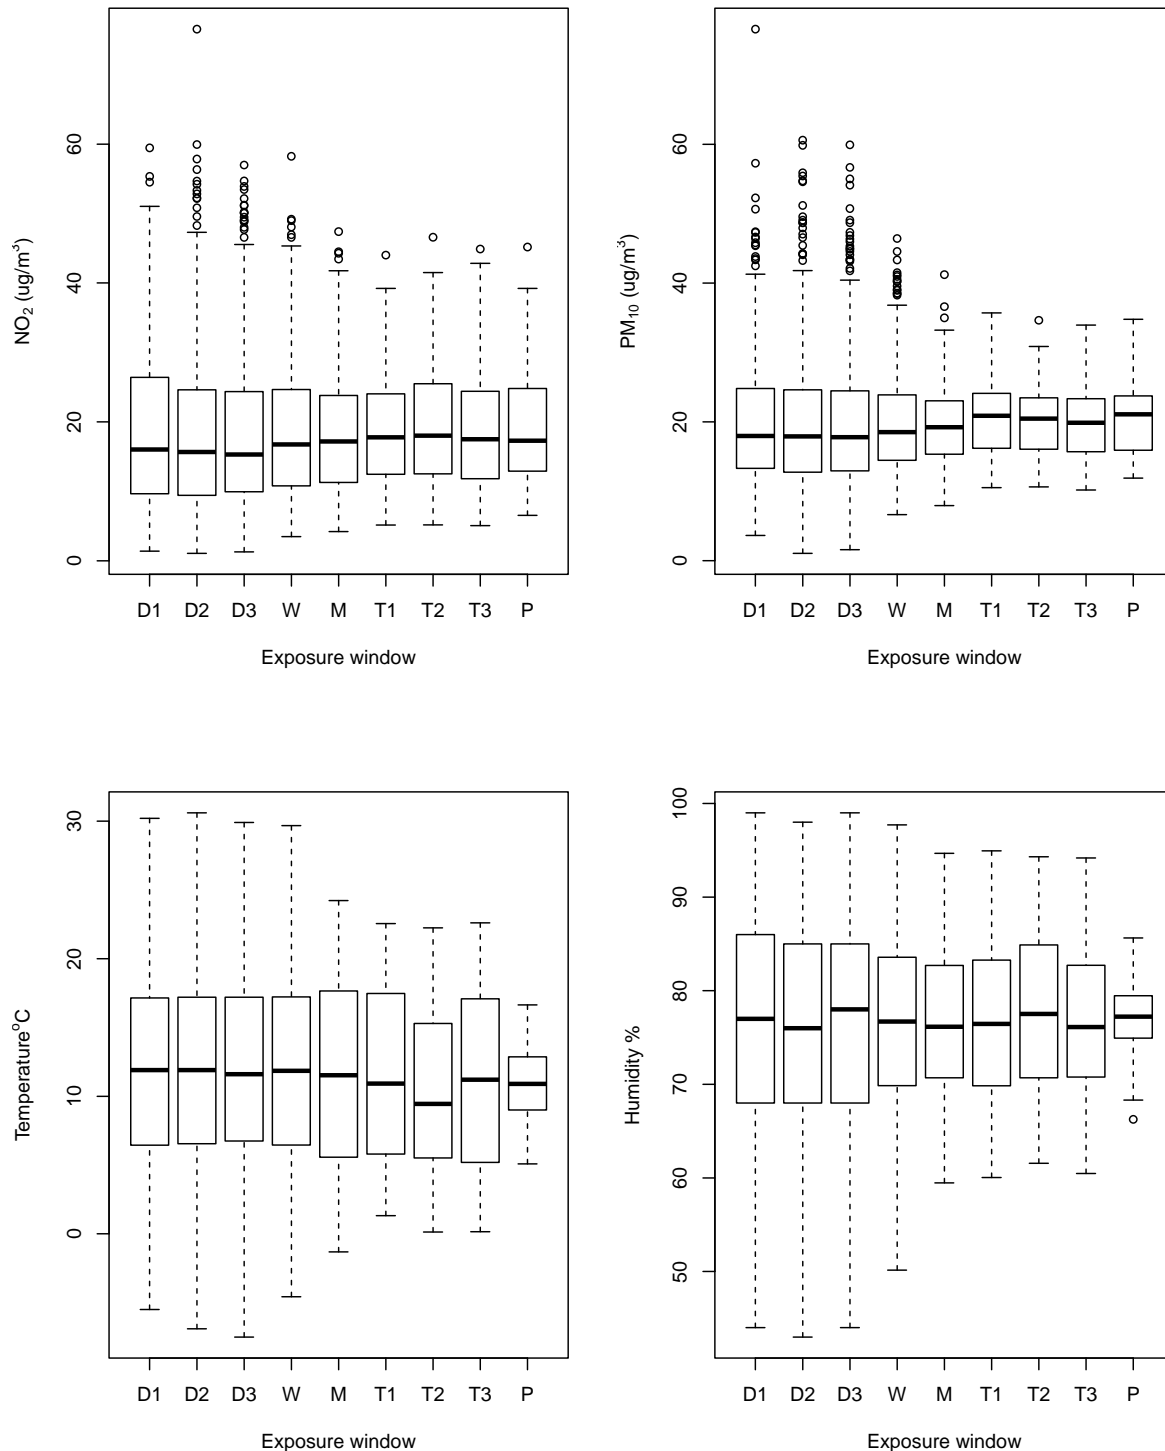 60
40
20
0
NO2 (ug/m3)
D1 D2 D3 W M T1 T2 T3 P
Exposure window
60
40
20
0
PM10 (ug/m3)
D1 D2 D3 W M T1 T2 T3 P
Exposure window
30
20
10
0
Temperature°C
D1 D2 D3 W M T1 T2 T3 P
Exposure window
100
90
80
70
60
50
Humidity %
D1 D2 D3 W M T1 T2 T3 P
Exposure window